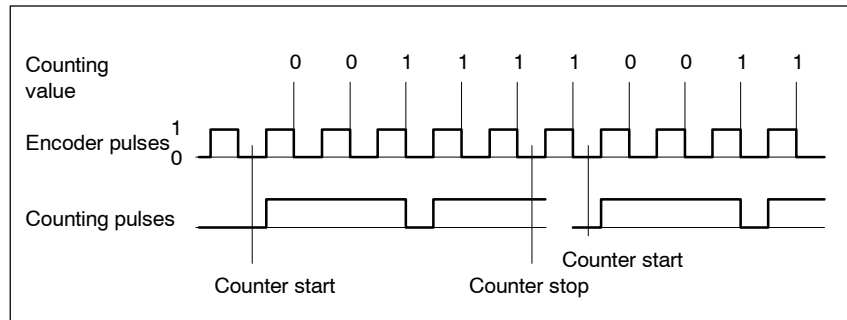 Counting value
0 0 1 1 1 1 0 0 1 1
Encoder pulses 1
0
Counting pulses
Counter start
Counter stop
Counter start